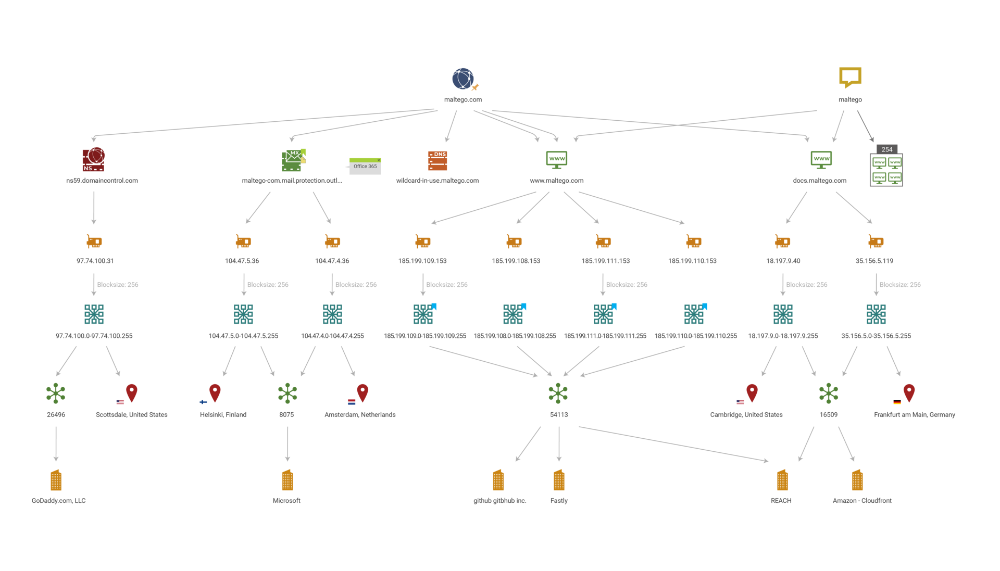 maltego.com
maltego
NS
ns59.domaincontrol.com
MX
maltego-com.mail.protection.outl...
×
Office 365
DNS
wildcard-in-use.maltego.com
www
www.maltego.com
www
docs.maltego.com
254
www www
www www
97.74.100.31
104.47.5.36
104.47.4.36
185.199.109.153
185.199.108.153
185.199.111.153
185.199.110.153
18.197.9.40
35.156.5.119
Blocksize: 256
Blocksize: 256
Blocksize: 256
Blocksize: 256
Blocksize: 256
Blocksize: 256
Blocksize: 256
97.74.100.0-97.74.100.255
104.47.5.0-104.47.5.255
104.47.4.0-104.47.4.255
185.199.109.0-185.199.109.255
185.199.108.0-185.199.108.255
185.199.111.0-185.199.111.255
185.199.110.0-185.199.110.255
18.197.9.0-18.197.9.255
35.156.5.0-35.156.5.255
26496
Scottsdale, United States
Helsinki, Finland
8075
Amsterdam, Netherlands
54113
Cambridge, United States
16509
Frankfurt am Main, Germany
GoDaddy.com, LLC
Microsoft
github gitbhub inc.
Fastly
REACH
Amazon - Cloudfront